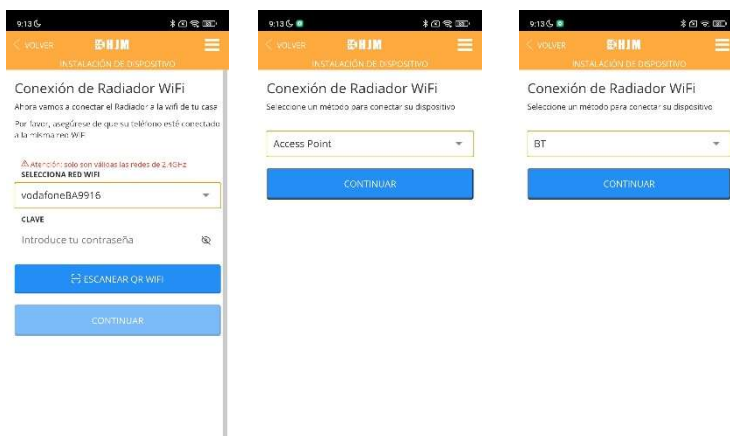 9:13
VOLVER
HJM
INSTALACIÓN DE DISPOSITIVO
Conexión de Radiador WiFi
Ahora vamos a conectar el Radiador a la wifi de tu casa
Por favor, asegúrese de que su teléfono esté conectado
a la misma red WiF
Atención: solo son válidas las redes de 2.4GHz
SELECCIONA RED WIFI
vodafoneBA9916
CLAVE
Introduce tu contraseña
ESCANEAR QR WIFI
CONTINUAR
9:13
VOLVER
HJM
INSTALACIÓN DE DISPOSITIVO
Conexión de Radiador WiFi
Seleccione un método para conectar su dispositivo
Access Point
CONTINUAR
9:13
VOLVER
HJM
INSTALACIÓN DE DISPOSITIVO
Conexión de Radiador WiFi
Seleccione un método para conectar su dispositivo
BT
CONTINUAR